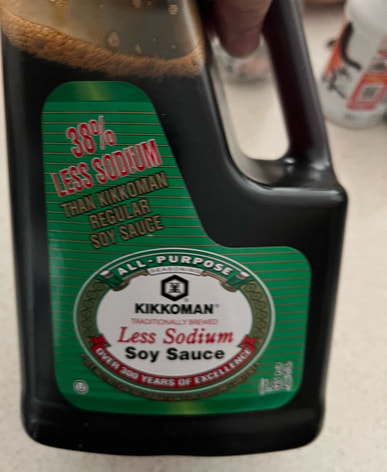 38%
LESS SODIUM
THAN KIKKOMAN
REGULAR
SOY SAUCE
ALL-PURPOSE
SEASONING
KIKKOMAN®
TRADITIONALLY BREWED
Less Sodium
Soy Sauce
OVER 300 YEARS OF EXCELLENCE